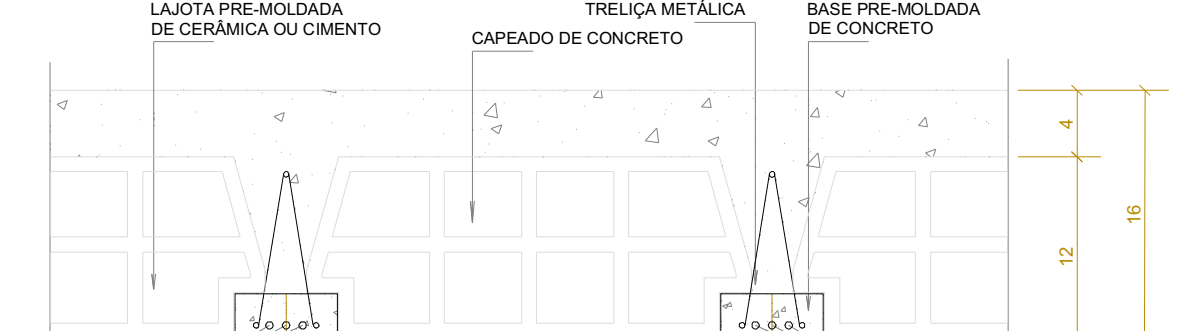 LAJOTA PRE-MOLDADA
DE CERÂMICA OU CIMENTO
CAPEADO DE CONCRETO
TRELIÇA METÁLICA
BASE PRE-MOLDADA
DE CONCRETO
4
12
16